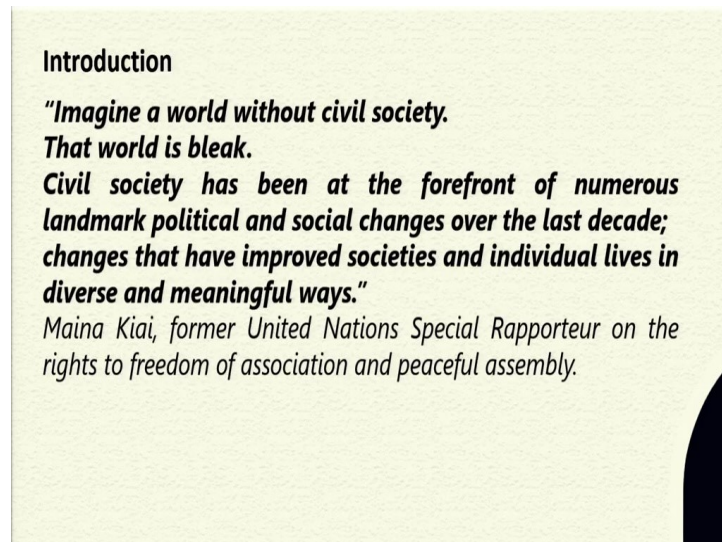 Introduction
“Imagine a world without civil society.
That world is bleak.
Civil society has been at the forefront of numerous
landmark political and social changes over the last decade;
changes that have improved societies and individual lives in
diverse and meaningful ways.”
Maina Kiai, former United Nations Special Rapporteur on the
rights to freedom of association and peaceful assembly.